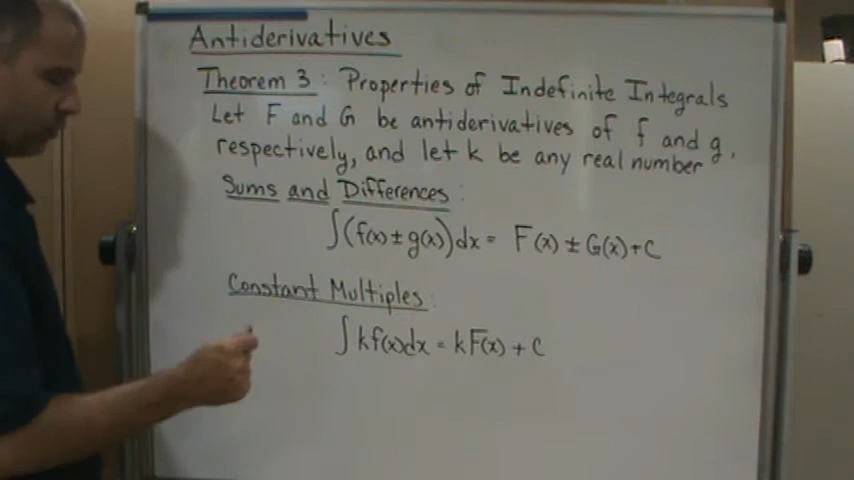 Antiderivatives
Theorem 3: Properties of Indefinite Integrals
Let F and G be antiderivatives of f and g,
respectively, and let k be any real number
Sums and Differences:
∫(f(x)±g(x))dx = F(x) ± G(x)+C
Constant Multiples:
∫kf(x)dx = kF(x) + C